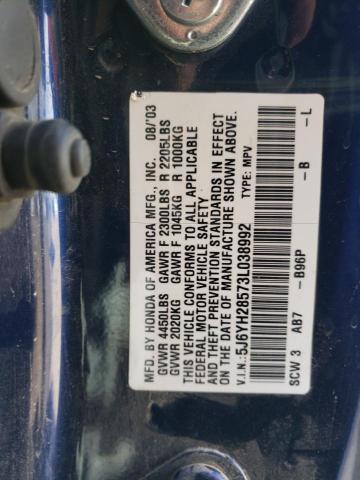 MFD. BY HONDA OF AMERICA MFG., INC. 08/'03
GVWR 4450LBS GAWR F 2300LBS R 2205LBS
GVWR 2020KG GAWR F 1045KG R 1000KG
THIS VEHICLE CONFORMS TO ALL APPLICABLE
FEDERAL MOTOR VEHICLE SAFETY
AND THEFT PREVENTION STANDARDS IN EFFECT
ON THE DATE OF MANUFACTURE SHOWN ABOVE.
V.I.N.: 5J6YH28573L038992 TYPE: MPV
SCW 3 AB7 -B96P -B -L